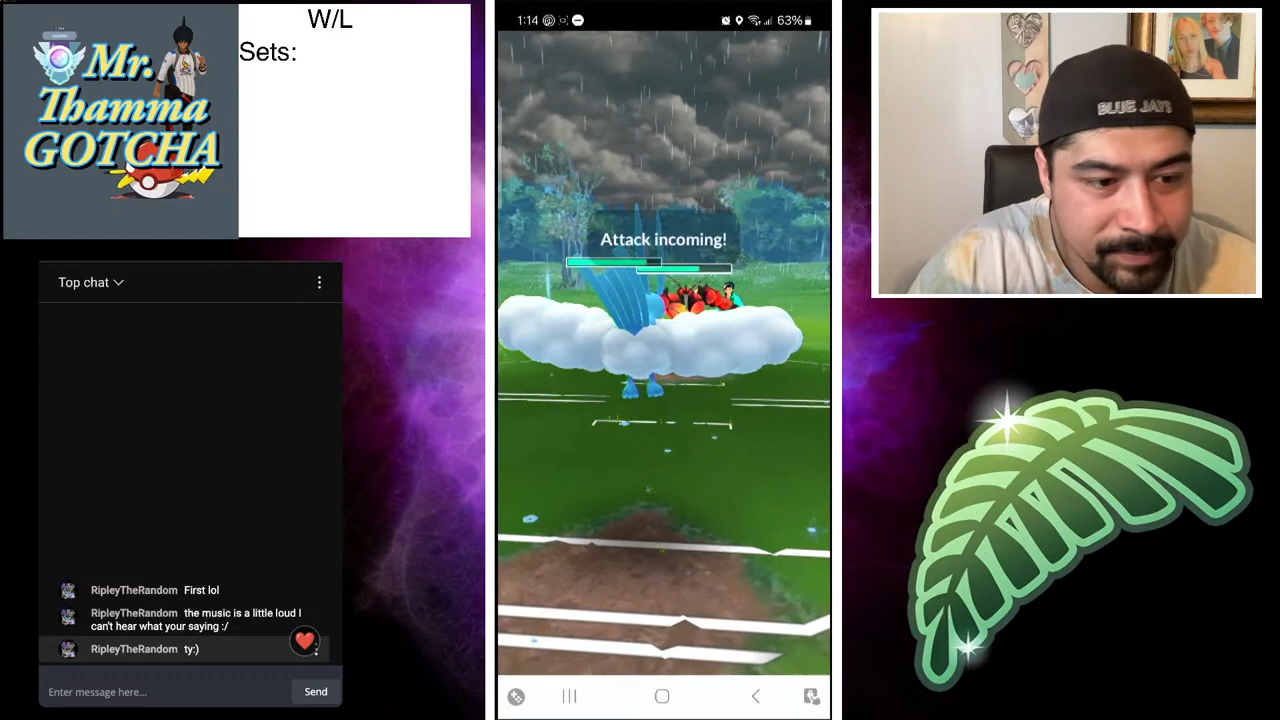 Mr.
Thamma
GOTCHA
W/L
Sets:
Top chat
RipleyTheRandom First lol
RipleyTheRandom the music is a little loud I
can't hear what your saying :/
RipleyTheRandom ty:)
Enter message here...
Send
1:14
63%
Attack incoming!
BLUE JAYS